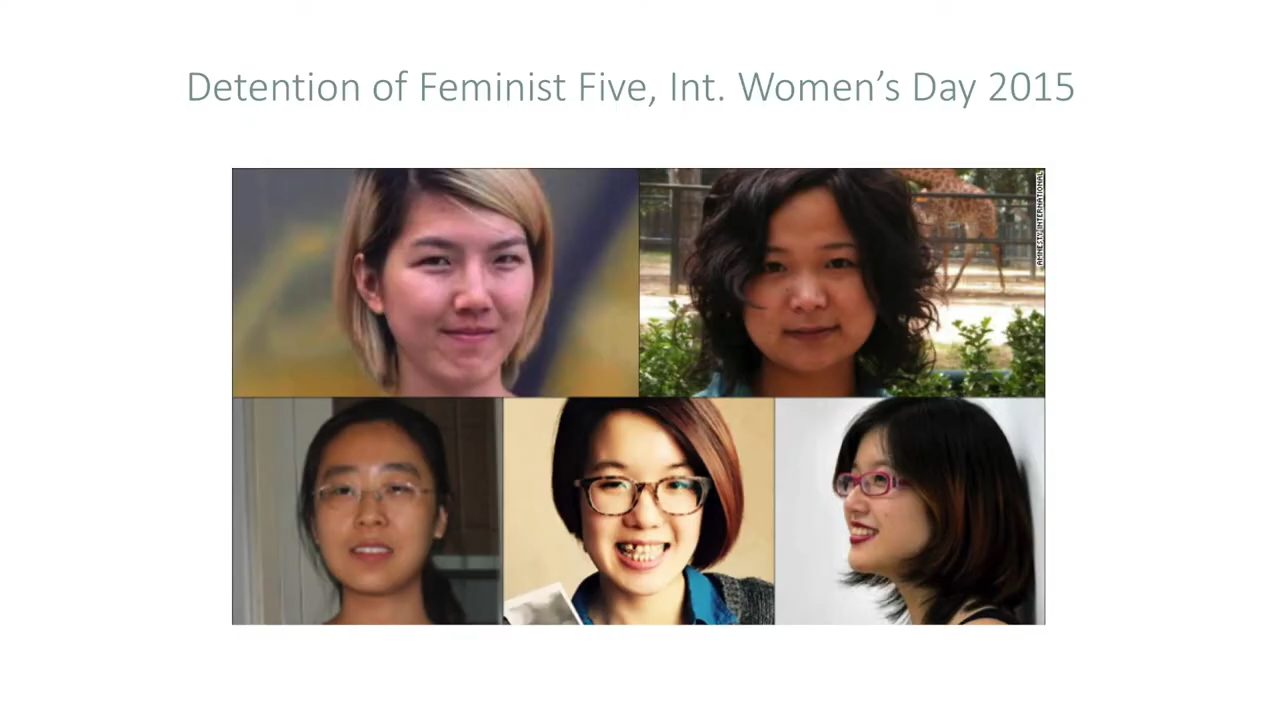 Detention of Feminist Five, Int. Women’s Day 2015
AMNESTY INTERNATIONAL